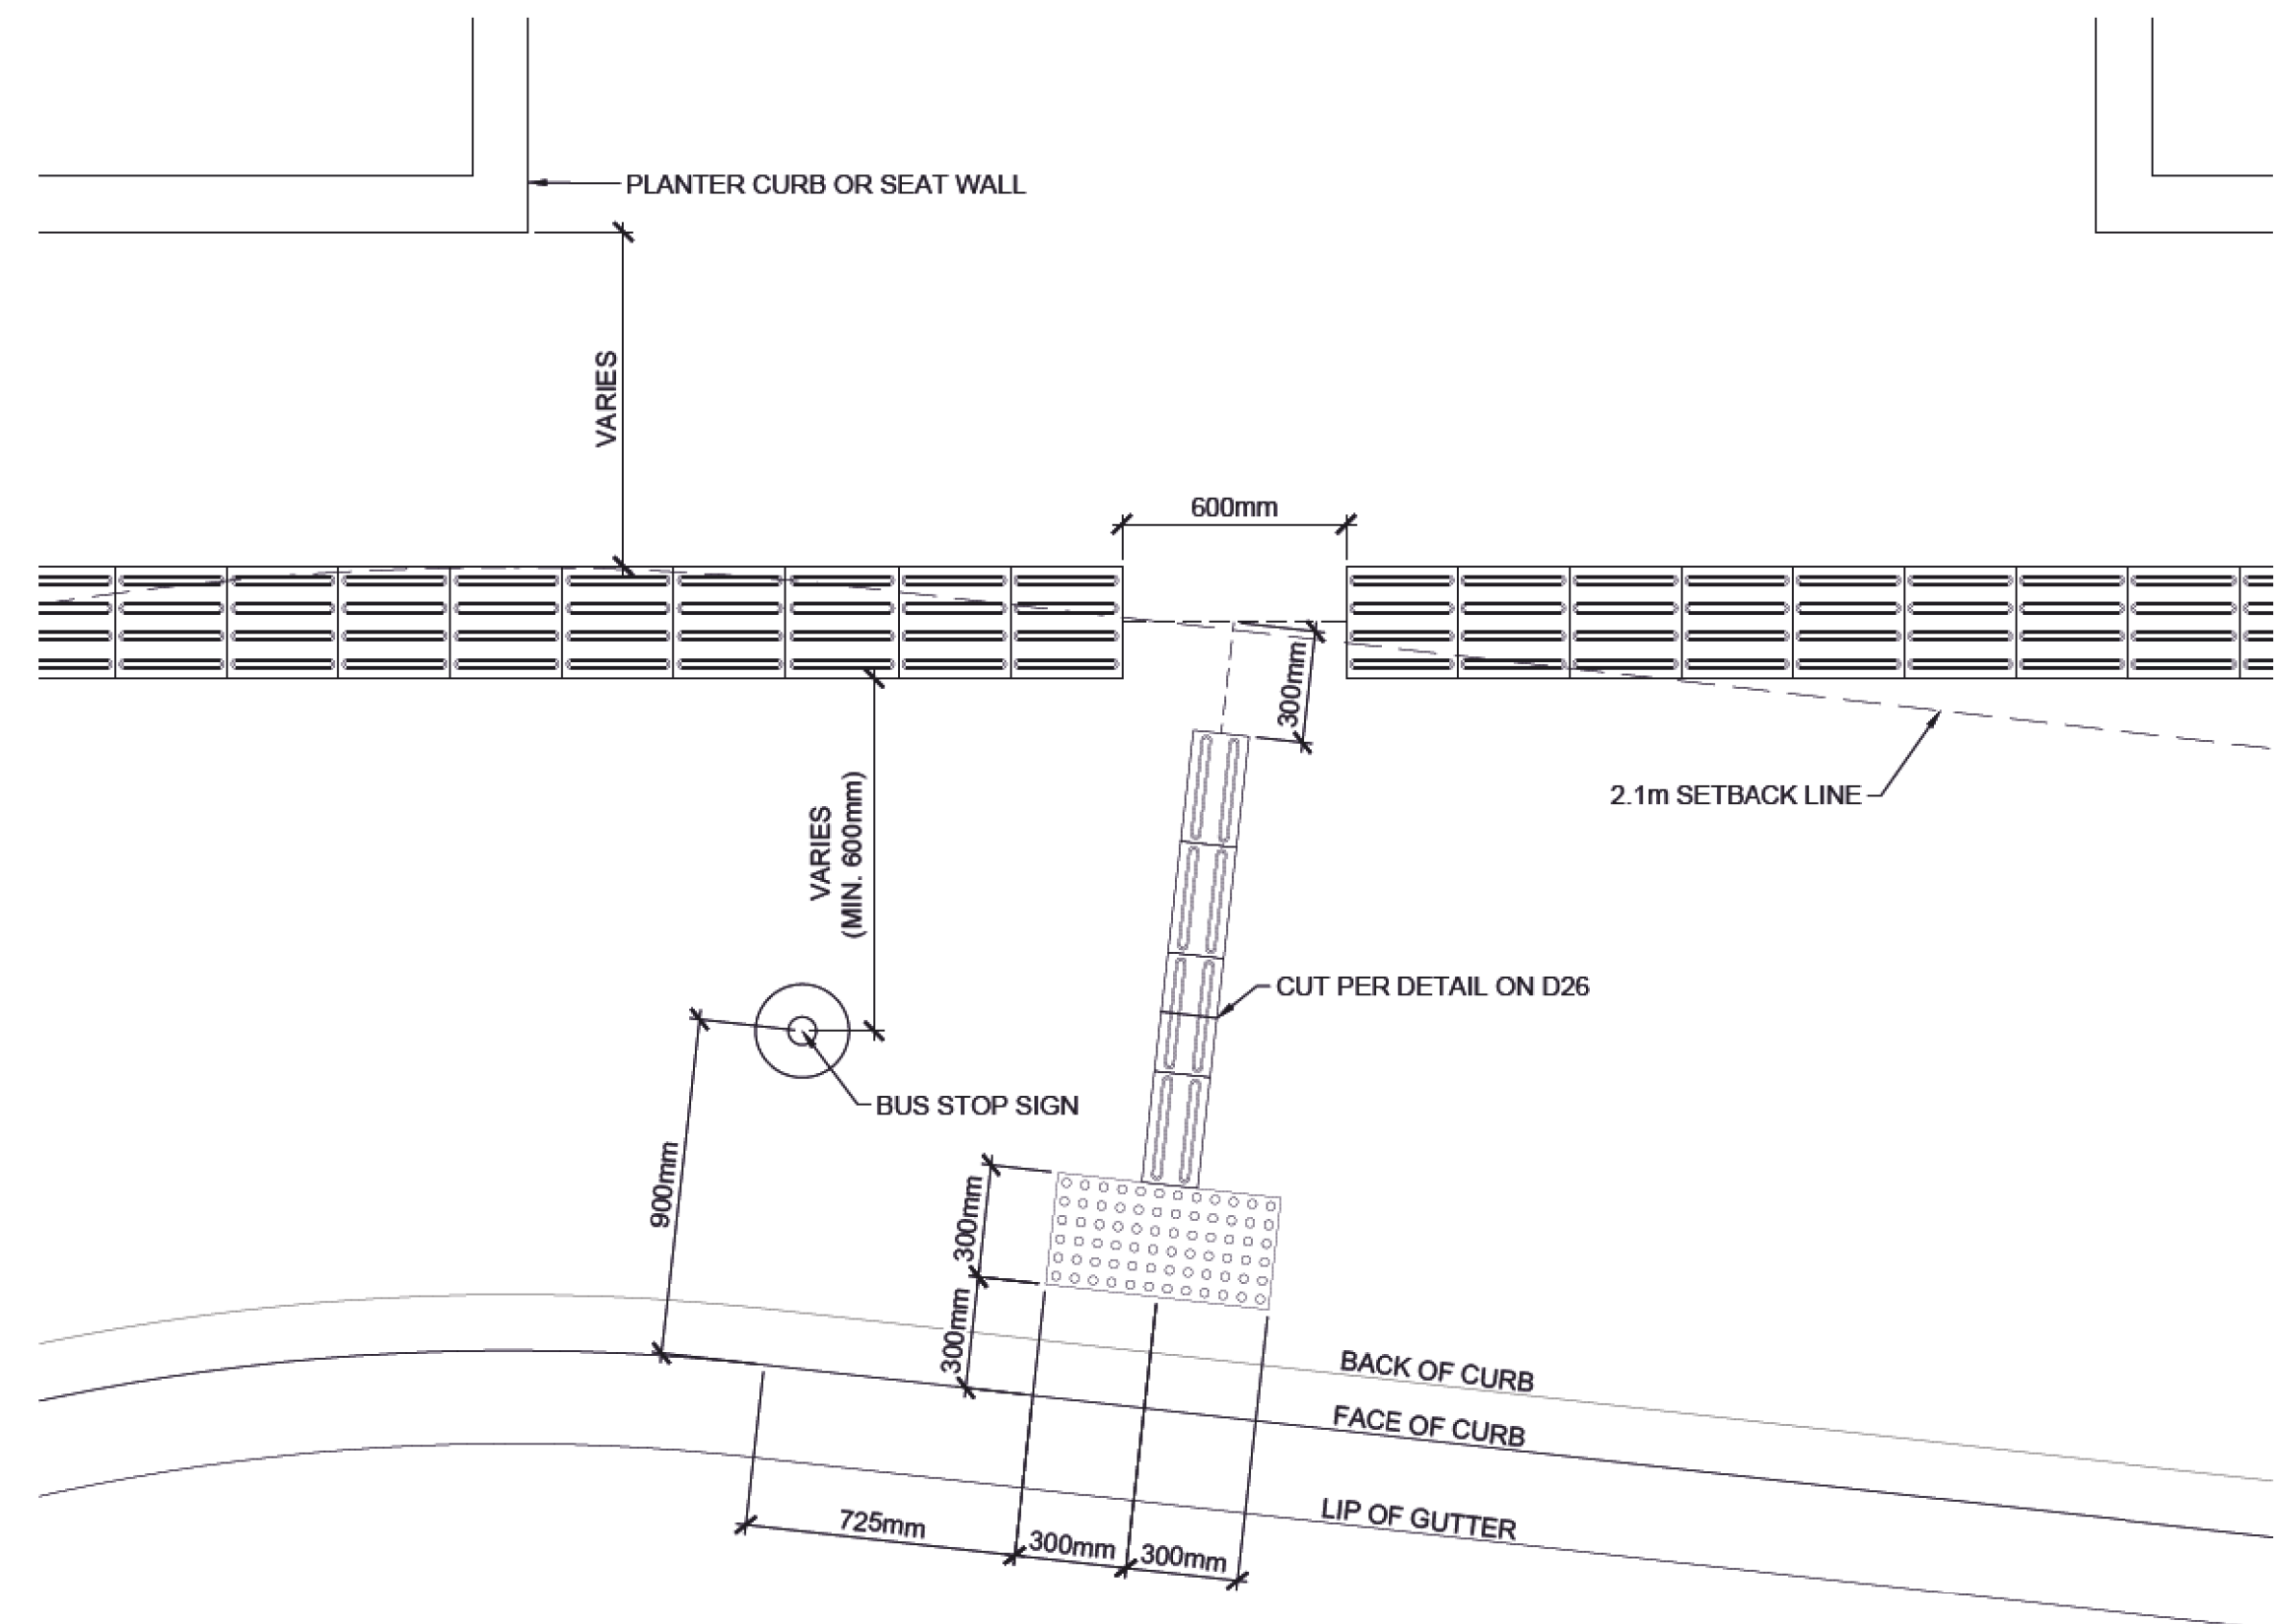 PLANTER CURB OR SEAT WALL
VARIES
600mm
300mm
2.1m SETBACK LINE
VARIES
(MIN. 600mm)
CUT PER DETAIL ON D26
BUS STOP SIGN
900mm
300mm
300mm
BACK OF CURB
FACE OF CURB
LIP OF GUTTER
725mm
300mm
300mm